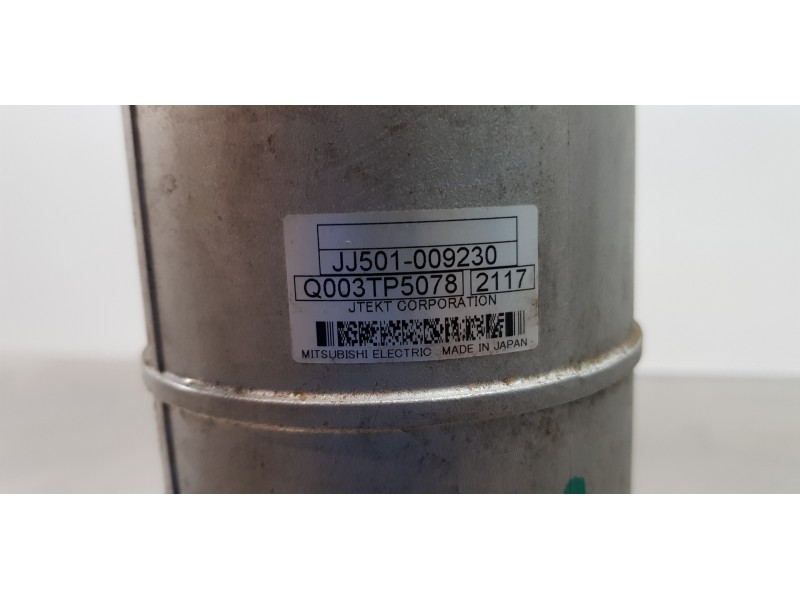 JJ501-009230
Q003TP5078 2117
JTEKT CORPORATION
MITSUBISHI ELECTRIC MADE IN JAPAN